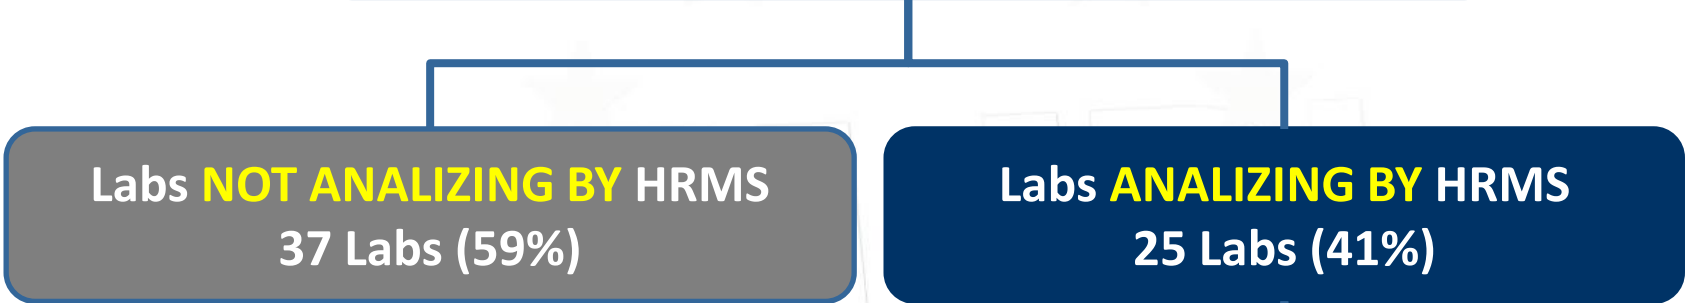 Labs NOT ANALIZING BY HRMS
37 Labs (59%)
Labs ANALIZING BY HRMS
25 Labs (41%)